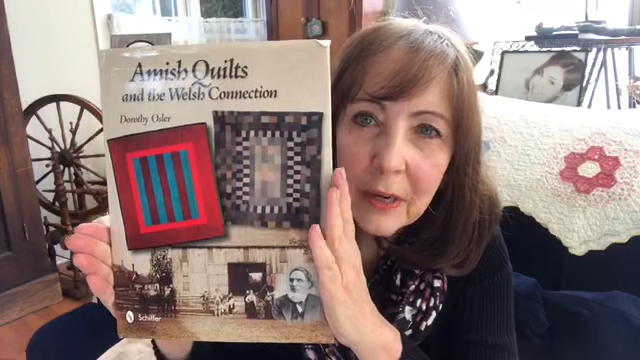 Amish Quilts
and the Welsh Connection
Dorothy Osler
Schiffer